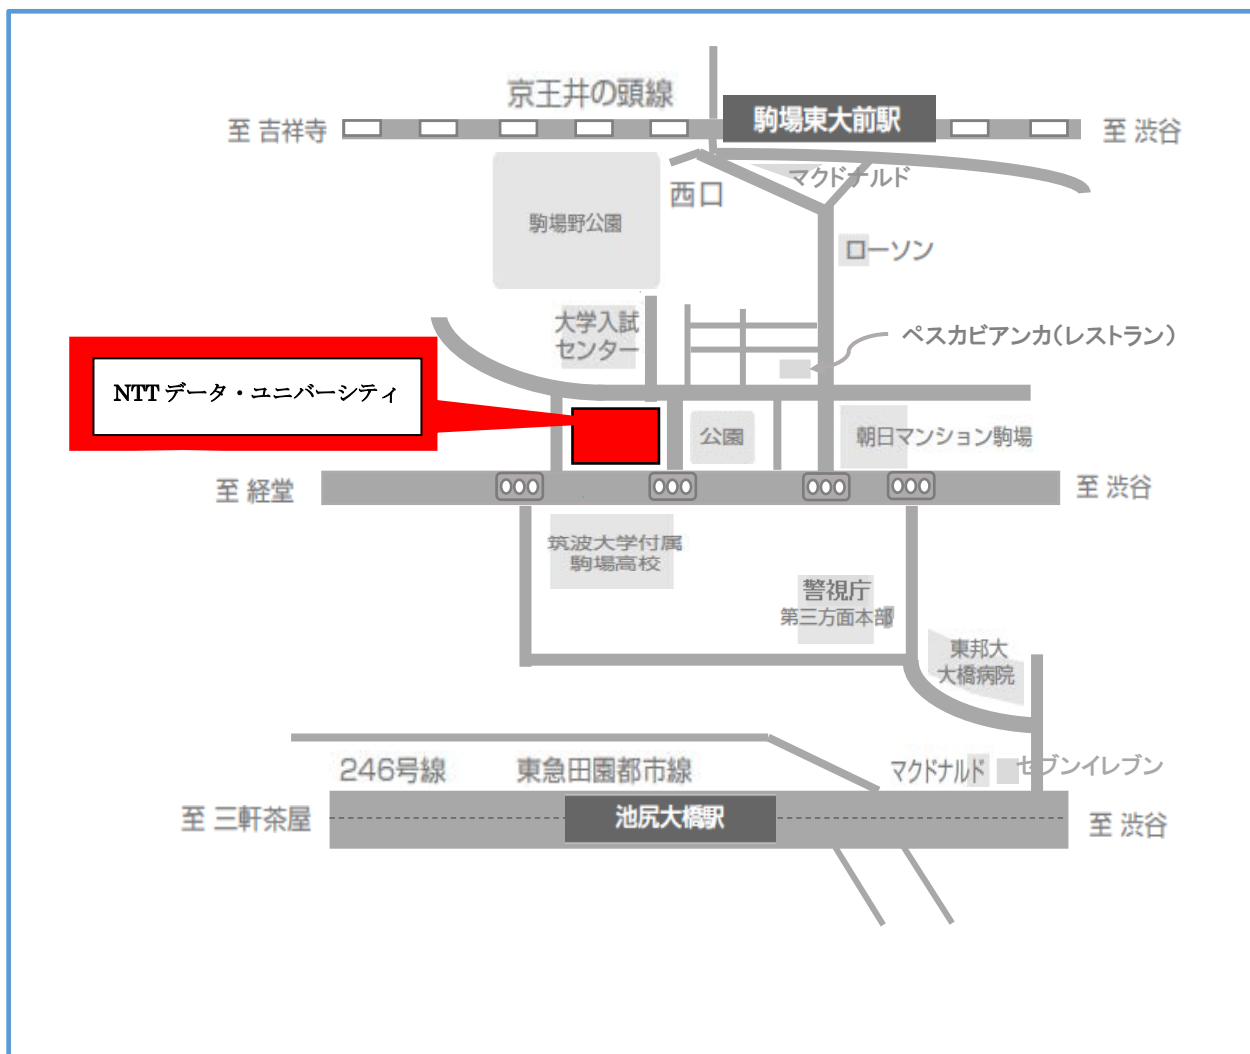 京王井の頭線
至 吉祥寺
駒場東大前駅
至 渋谷
マクドナルド
西口
駒場野公園
ローソン
大学入試
センター
ペスカビアンカ(レストラン)
NTT データ・ユニバーシティ
公園
朝日マンション駒場
至 経堂
至 渋谷
筑波大学付属
駒場高校
警視庁
第三方面本部
東邦大
大橋病院
246号線
東急田園都市線
マクドナルド
セブンイレブン
至 三軒茶屋
池尻大橋駅
至 渋谷